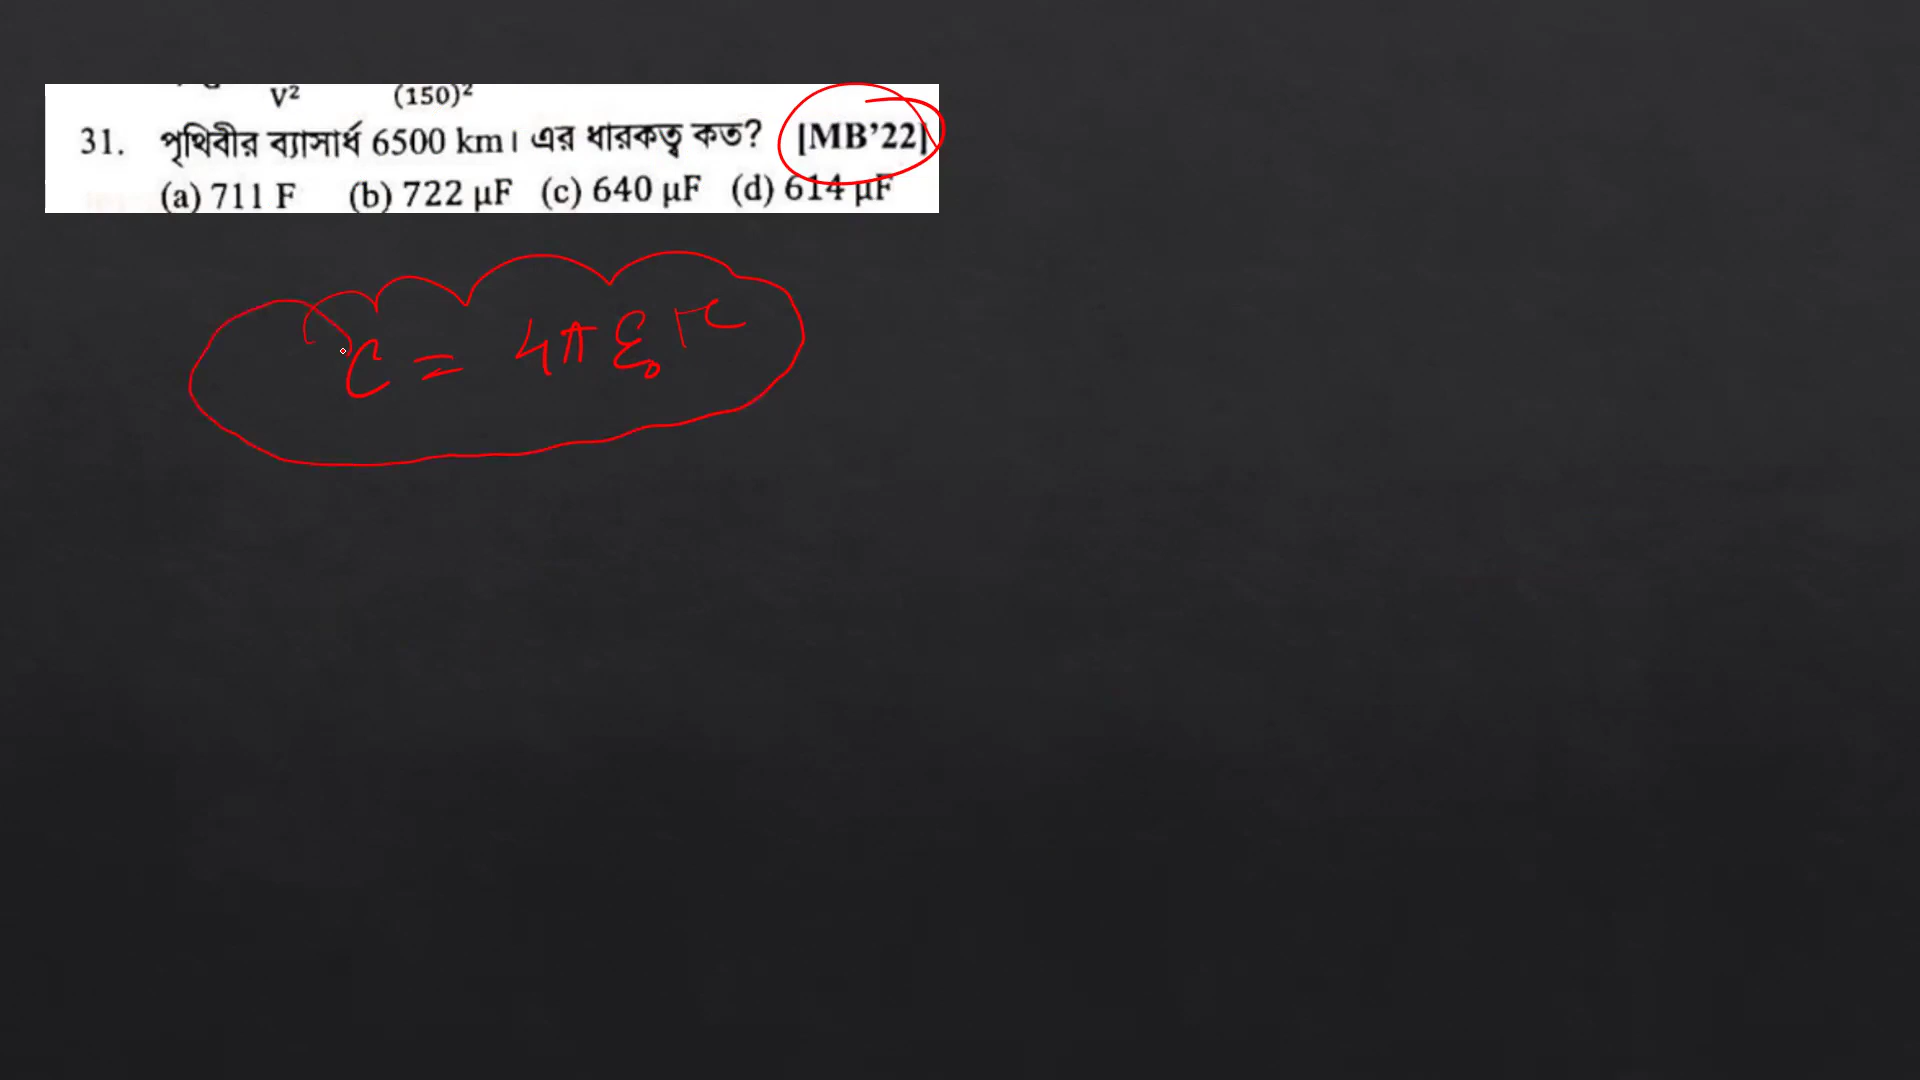 V² (150)²
31. পৃথিবীর ব্যাসার্ধ 6500 km। এর ধারকত্ব কত? [MB’22]
(a) 711 F (b) 722 μF (c) 640 μF (d) 614 μF
C = 4π ε₀ r